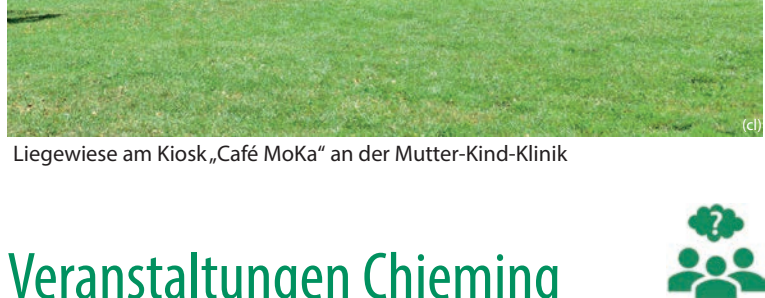 (cl)
Liegewiese am Kiosk „Café MoKa“ an der Mutter-Kind-Klinik
?
Veranstaltungen Chieming